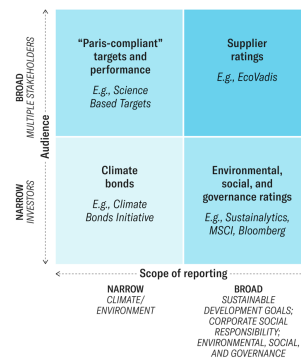 "Paris-compliant"
targets and
performance
E.g., Science
Based Targets
Supplier
ratings
E.g., EcoVadis
BROAD
MULTIPLE STAKEHOLDERS
Audience
NARROW
INVESTORS
Climate
bonds
E.g., Climate
Bonds Initiative
Environmental,
social, and
governance ratings
E.g., Sustainalytics,
MSCI, Bloomberg
Scope of reporting
NARROW
CLIMATE/
ENVIRONMENT
BROAD
SUSTAINABLE
DEVELOPMENT GOALS;
CORPORATE SOCIAL
RESPONSIBILITY;
ENVIRONMENTAL, SOCIAL,
AND GOVERNANCE